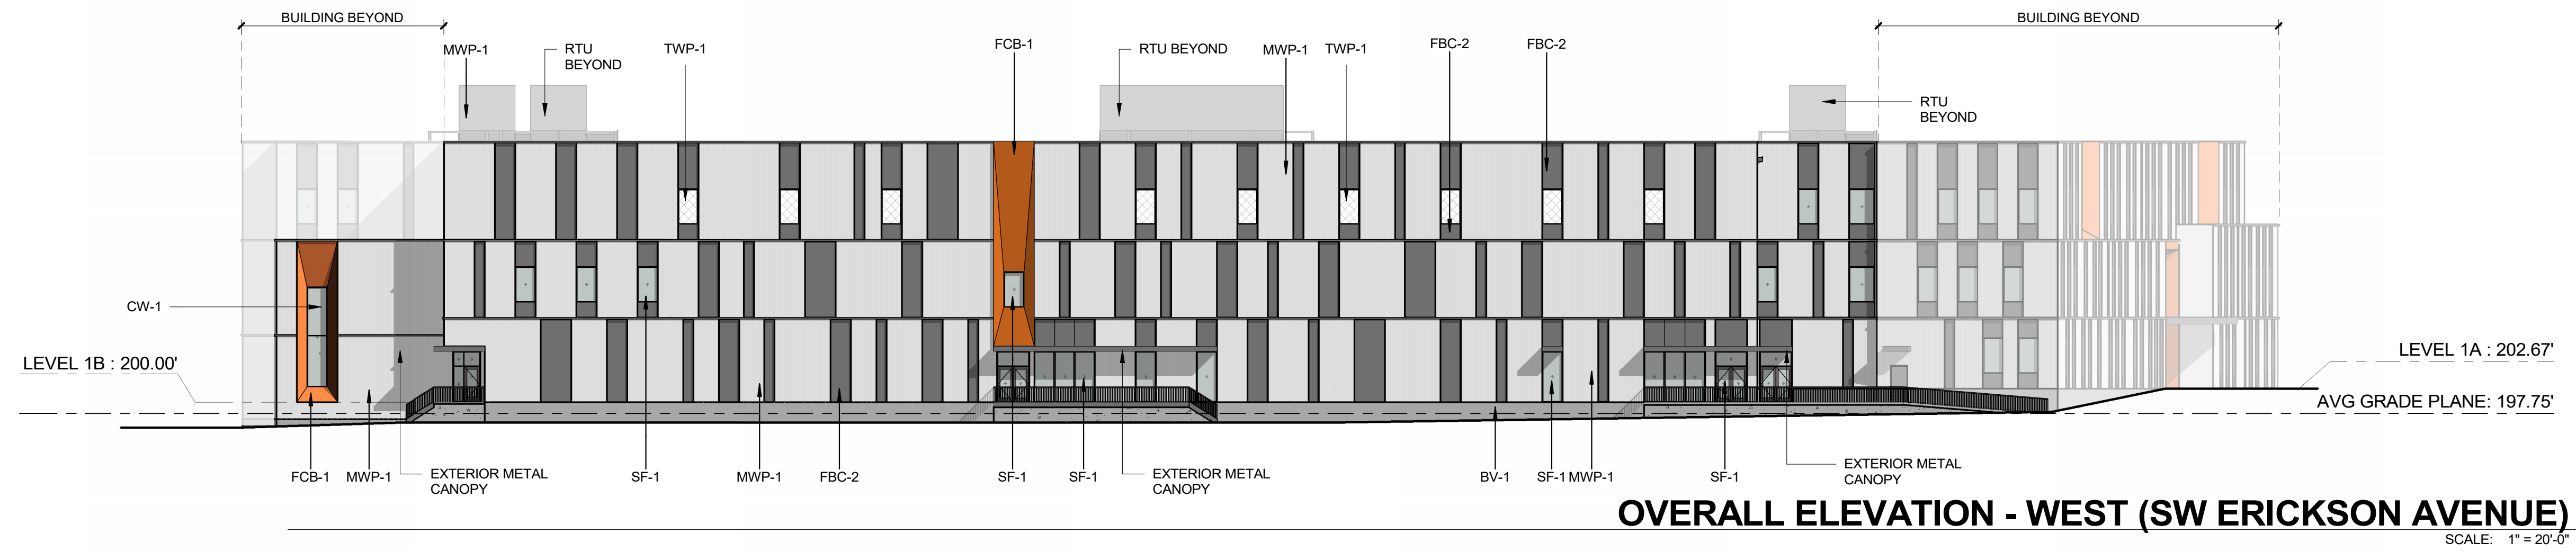 BUILDING BEYOND
BUILDING BEYOND
MWP-1
RTU
BEYOND
TWP-1
FCB-1
RTU BEYOND
MWP-1
TWP-1
FBC-2
FBC-2
RTU
BEYOND
CW-1
LEVEL 1B : 200.00'
LEVEL 1A : 202.67'
AVG GRADE PLANE: 197.75'
FCB-1
MWP-1
EXTERIOR METAL
CANOPY
SF-1
MWP-1
FBC-2
SF-1
SF-1
EXTERIOR METAL
CANOPY
BV-1
SF-1
MWP-1
SF-1
EXTERIOR METAL
CANOPY
OVERALL ELEVATION - WEST (SW ERICKSON AVENUE)
SCALE: 1" = 20'-0"